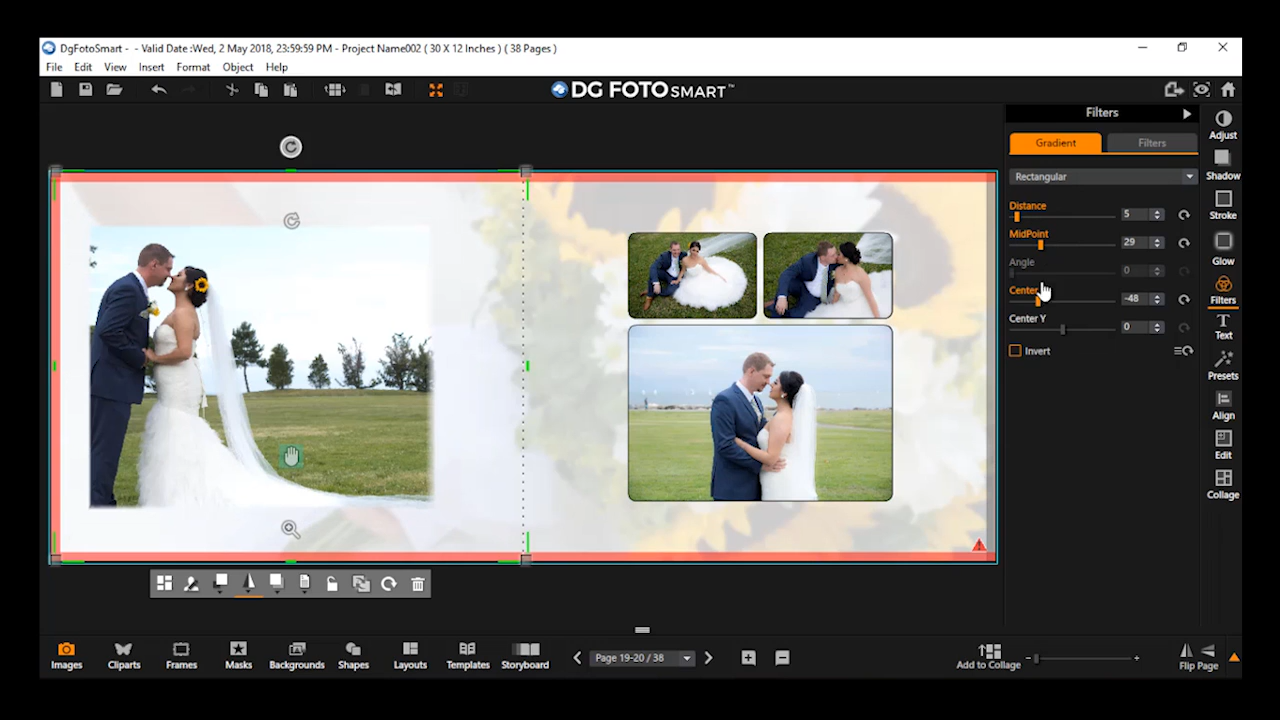 DgFotoSmart - - Valid Date :Wed, 2 May 2018, 23:59:59 PM - Project Name002 ( 30 X 12 Inches ) ( 38 Pages )
File Edit View Insert Format Object Help
DG FOTO SMART™
Filters
Gradient Filters
Rectangular
Distance 5
MidPoint 29
Angle 0
Center -48
Center Y 0
Invert
Adjust
Shadow
Stroke
Glow
Filters
Text
Presets
Align
Edit
Collage
Images Cliparts Frames Masks Backgrounds Shapes Layouts Templates Storyboard Page 19-20 / 38 Add to Collage - + Flip Page